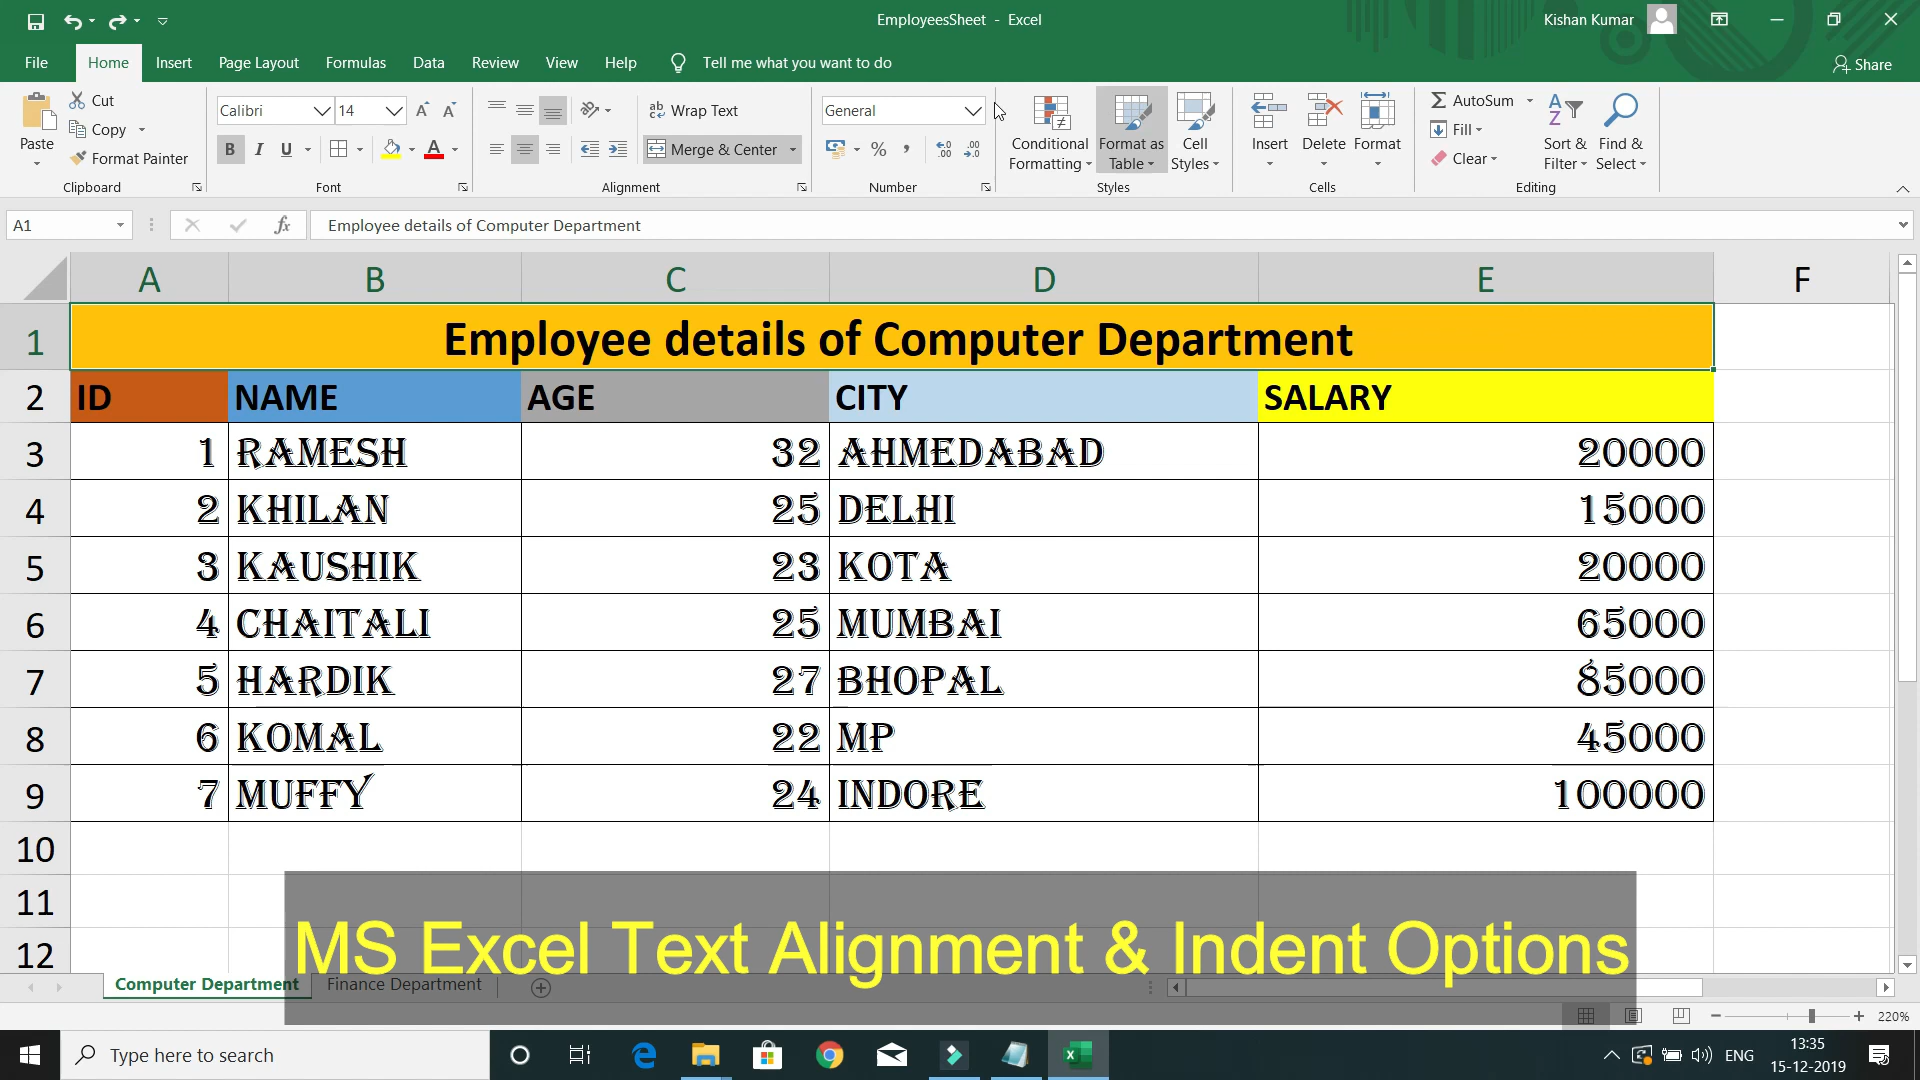 EmployeesSheet - Excel
Kishan Kumar
File Home Insert Page Layout Formulas Data Review View Help Tell me what you want to do Share
Paste
Cut
Copy
Format Painter
Clipboard
Calibri 14
B I U
Font
Wrap Text
Merge & Center
Alignment
General
Number
Conditional Formatting
Format as Table
Cell Styles
Styles
Insert Delete Format
Cells
AutoSum
Fill
Clear
Sort & Filter
Find & Select
Editing
A1 fx Employee details of Computer Department
A B C D E F
1 Employee details of Computer Department
2 ID NAME AGE CITY SALARY
3 1 RAMESH 32 AHMEDABAD 20000
4 2 KHILAN 25 DELHI 15000
5 3 KAUSHIK 23 KOTA 20000
6 4 CHAITALI 25 MUMBAI 65000
7 5 HARDIK 27 BHOPAL 85000
8 6 KOMAL 22 MP 45000
9 7 MUFFY 24 INDORE 100000
10
11
12
MS Excel Text Alignment & Indent Options
Computer Department Finance Department
220%
Type here to search
ENG
13:35
15-12-2019